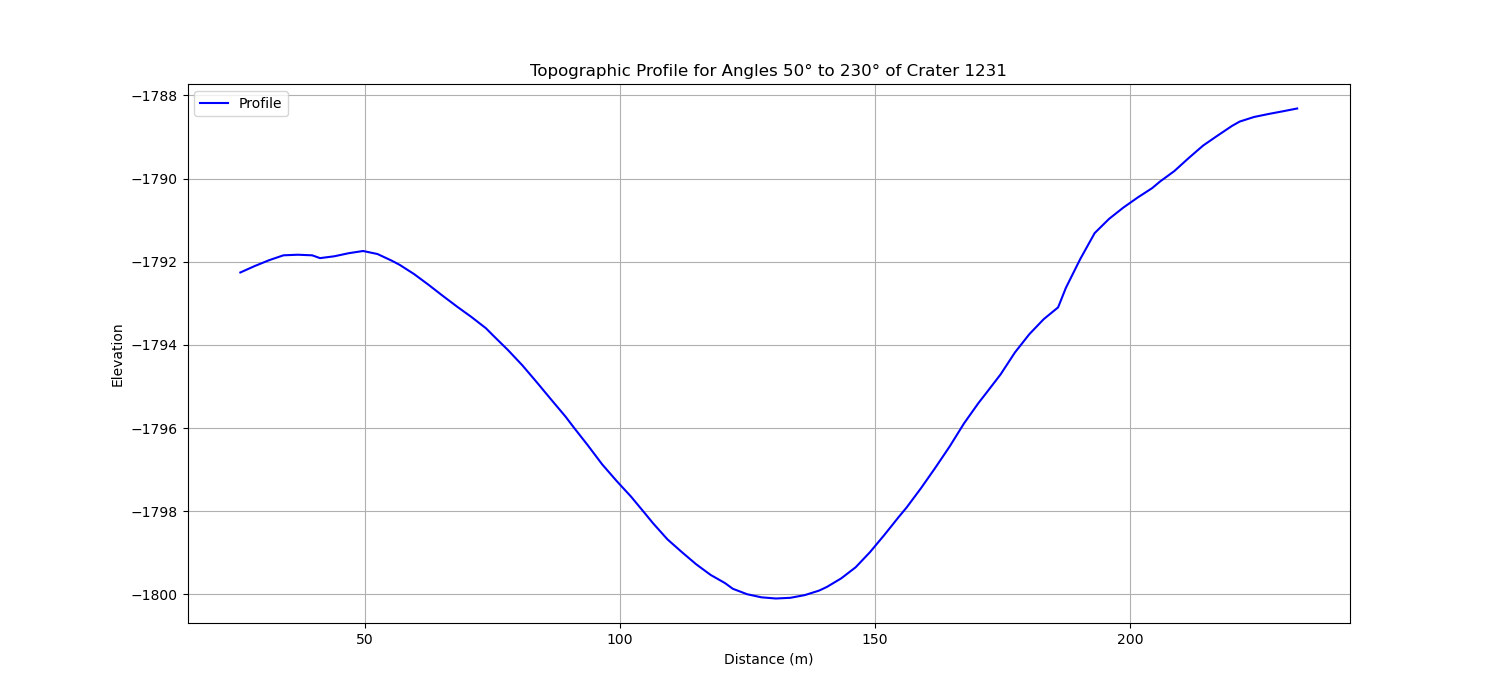 Topographic Profile for Angles 50° to 230° of Crater 1231
Profile
−1788
−1790
−1792
−1794
−1796
−1798
−1800
Elevation
50
100
150
200
Distance (m)